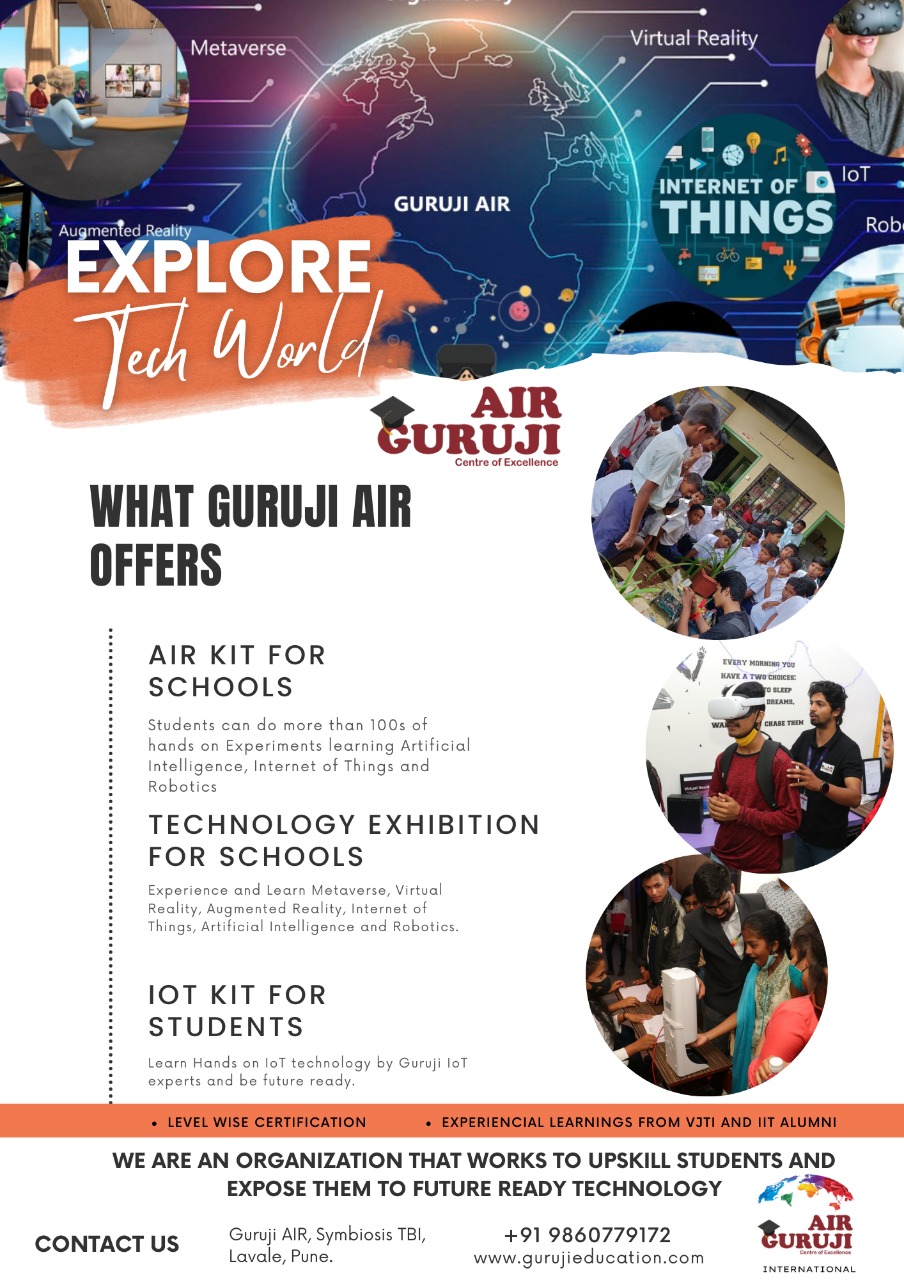 Organized by
Metaverse
Virtual Reality
INTERNET OF
THINGS
IoT
GURUJI AIR
Augmented Reality
EXPLORE
Tech World
AIR
GURUJI
Centre of Excellence
WHAT GURUJI AIR
OFFERS
AIR KIT FOR
SCHOOLS
Students can do more than 100s of
hands on Experiments learning Artificial
Intelligence, Internet of Things and
Robotics
EVERY MORNING YOU
HAVE A TWO CHOICES:
TO SLEEP
DREAMS,
CHASE THEM
TECHNOLOGY EXHIBITION
FOR SCHOOLS
Experience and Learn Metaverse, Virtual
Reality, Augmented Reality, Internet of
Things, Artificial Intelligence and Robotics.
IOT KIT FOR
STUDENTS
Learn Hands on IoT technology by Guruji IoT
experts and be future ready.
• LEVEL WISE CERTIFICATION • EXPERIENCIAL LEARNINGS FROM VJTI AND IIT ALUMNI
WE ARE AN ORGANIZATION THAT WORKS TO UPSKILL STUDENTS AND
EXPOSE THEM TO FUTURE READY TECHNOLOGY
CONTACT US
Guruji AIR, Symbiosis TBI,
Lavale, Pune.
+91 9860779172
www.gurujieducation.com
AIR
GURUJI
Centre of Excellence
INTERNATIONAL